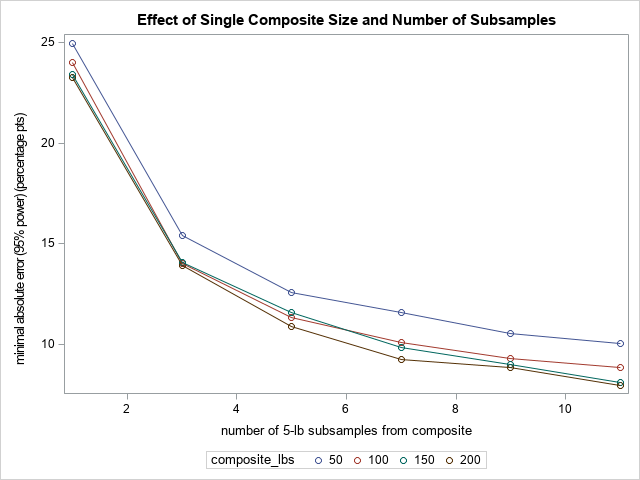 Effect of Single Composite Size and Number of Subsamples
minimal absolute error (95% power) (percentage pts)
25
20
15
10
2 4 6 8 10
number of 5-lb subsamples from composite
composite_lbs 50 100 150 200